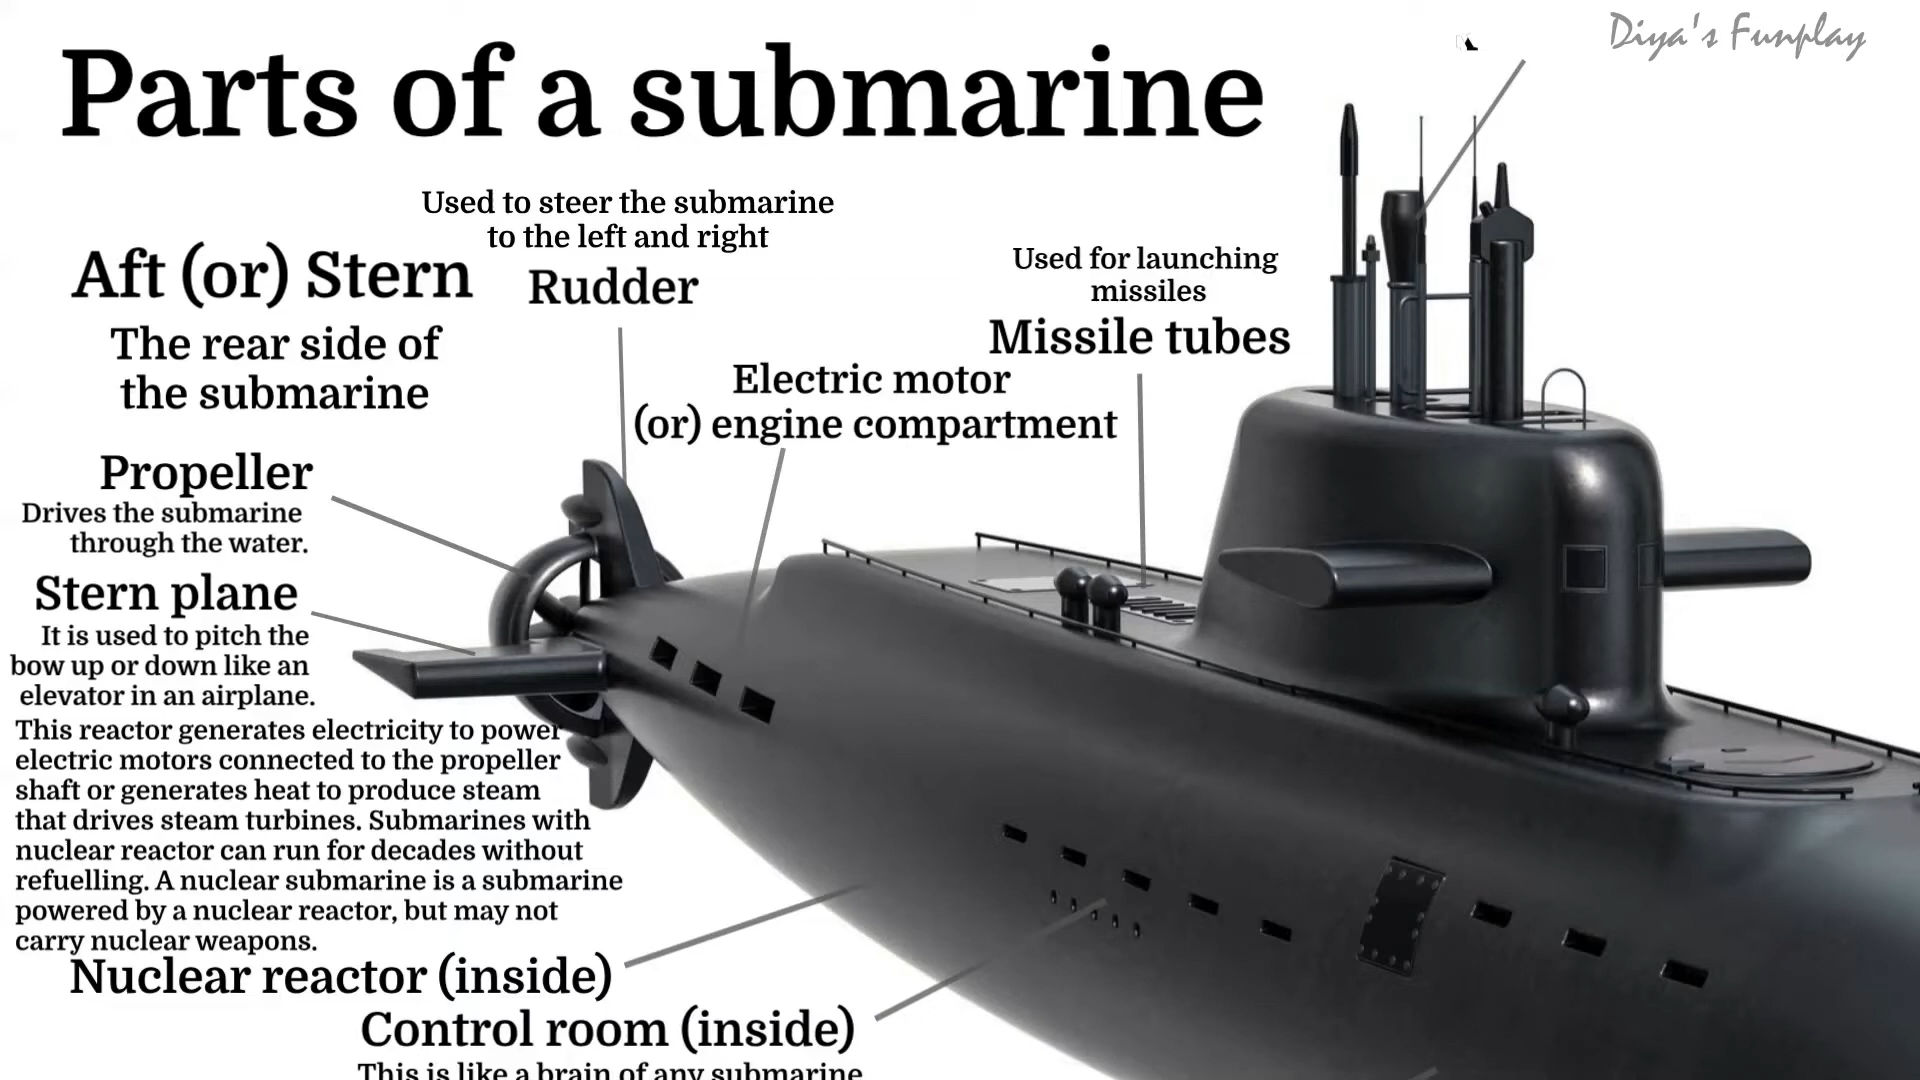 Diya's Funplay
Parts of a submarine
Used to steer the submarine
to the left and right
Rudder
Aft (or) Stern
The rear side of
the submarine
Used for launching
missiles
Missile tubes
Electric motor
(or) engine compartment
Propeller
Drives the submarine
through the water.
Stern plane
It is used to pitch the
bow up or down like an
elevator in an airplane.
This reactor generates electricity to power
electric motors connected to the propeller
shaft or generates heat to produce steam
that drives steam turbines. Submarines with
nuclear reactor can run for decades without
refuelling. A nuclear submarine is a submarine
powered by a nuclear reactor, but may not
carry nuclear weapons.
Nuclear reactor (inside)
Control room (inside)
This is like a brain of any submarine